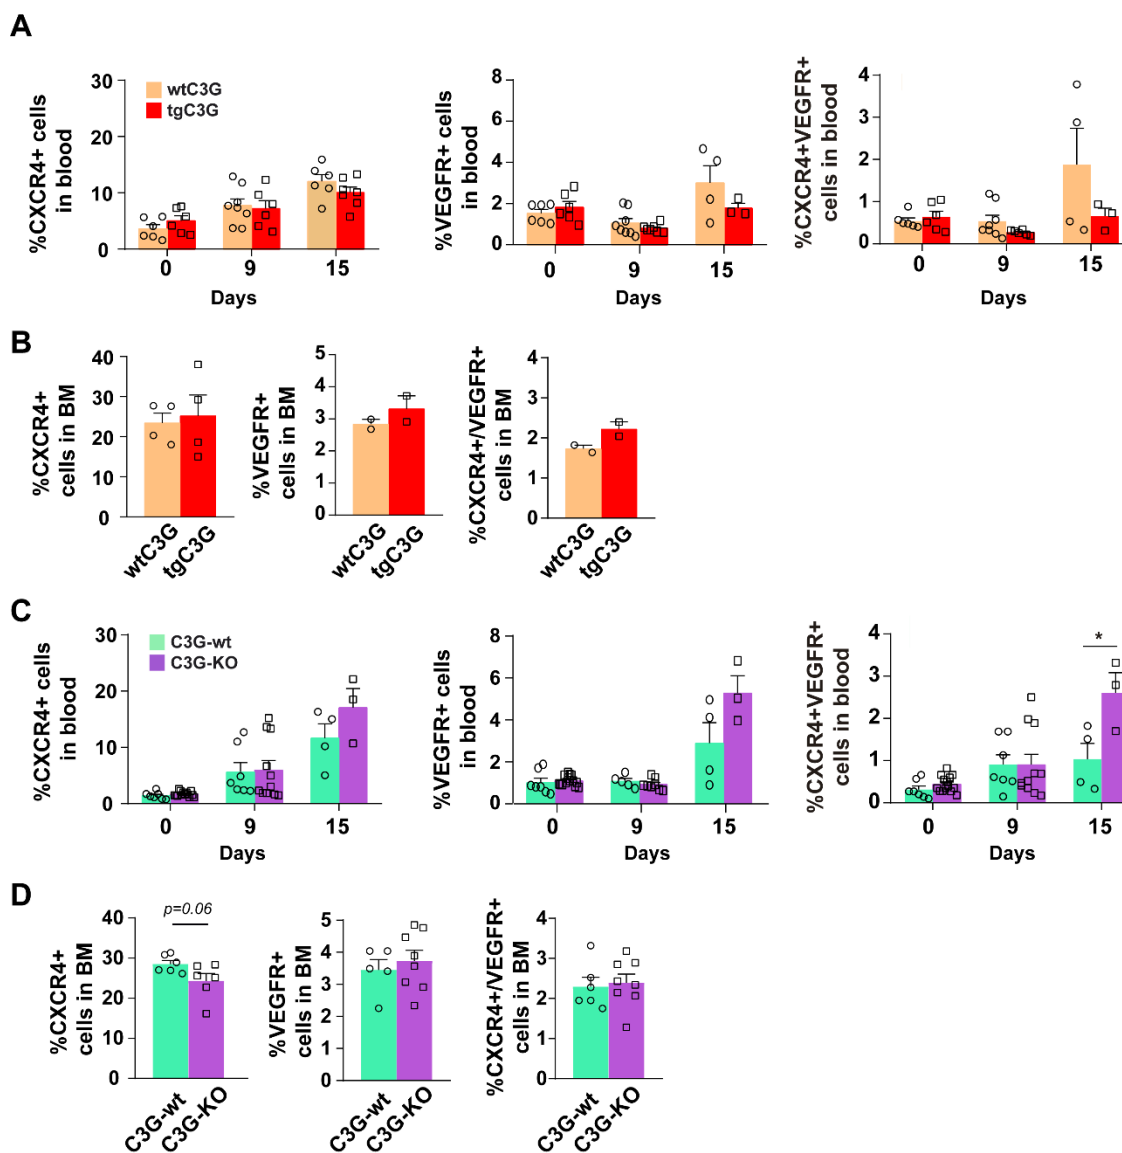 A
%CXCR4+ cells
in blood
30
20
10
0
wtC3G
tgC3G
0 9 15
Days
%VEGFR+ cells
in blood
8
6
4
2
0
0 9 15
Days
%CXCR4+VEGFR+
cells in blood
4
3
2
1
0
0 9 15
Days
B
%CXCR4+
cells in BM
40
30
20
10
0
wtC3G
tgC3G
%VEGFR+
cells in BM
5
4
3
2
1
0
wtC3G
tgC3G
%CXCR4+/VEGFR+
cells in BM
4
2
1
0
wtC3G
tgC3G
C
%CXCR4+ cells
in blood
30
20
10
0
C3G-wt
C3G-KO
0 9 15
Days
%VEGFR+ cells
in blood
8
6
4
2
0
0 9 15
Days
%CXCR4+VEGFR+
cells in blood
4
3
2
1
0
*
0 9 15
Days
D
%CXCR4+
cells in BM
40
30
20
10
0
p=0.06
C3G-wt
C3G-KO
%VEGFR+
cells in BM
5
4
3
2
1
0
C3G-wt
C3G-KO
%CXCR4+/VEGFR+
cells in BM
4
3
2
1
0
C3G-wt
C3G-KO